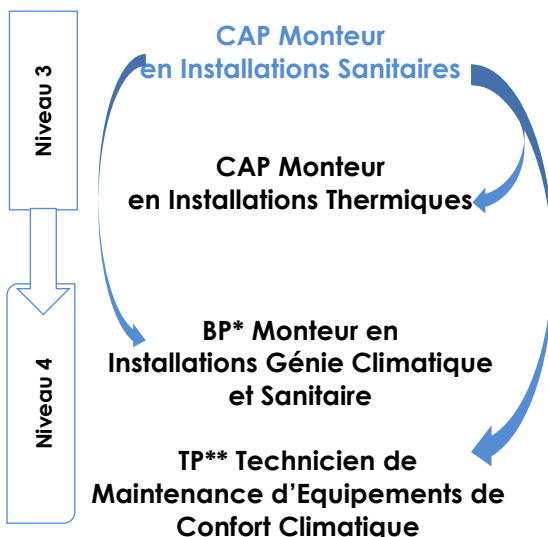 CAP Monteur
en Installations Sanitaires
Niveau 3
CAP Monteur
en Installations Thermiques
BP* Monteur en
Installations Génie Climatique
et Sanitaire
Niveau 4
TP** Technicien de
Maintenance d’Equipements de
Confort Climatique